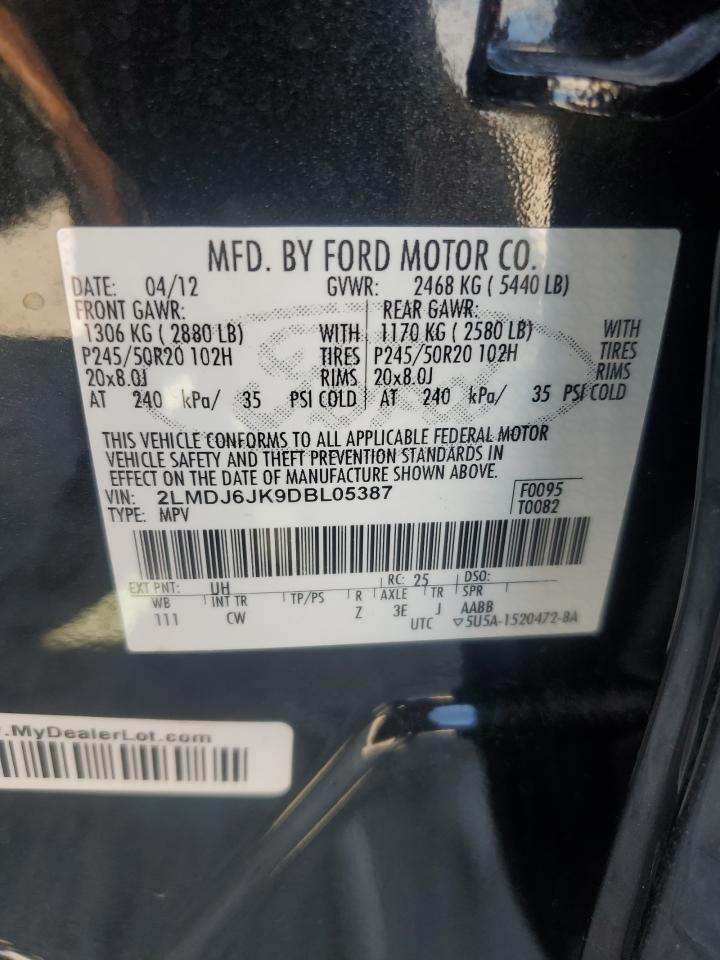 MFD. BY FORD MOTOR CO.
DATE: 04/12 GVWR: 2468 KG ( 5440 LB)
FRONT GAWR: REAR GAWR:
1306 KG ( 2880 LB) WITH 1170 KG ( 2580 LB) WITH
P245/50R20 102H TIRES P245/50R20 102H TIRES
20x8.0J RIMS 20x8.0J RIMS
AT 240 kPa/ 35 PSI COLD AT 240 kPa/ 35 PSI COLD
THIS VEHICLE CONFORMS TO ALL APPLICABLE FEDERAL MOTOR
VEHICLE SAFETY AND THEFT PREVENTION STANDARDS IN
EFFECT ON THE DATE OF MANUFACTURE SHOWN ABOVE.
VIN: 2LMDJ6JK9DBL05387 F0095
TYPE: MPV T0082
EXT PNT: UH RC: 25 DSO:
WB INT TR TP/PS R AXLE TR SPR
111 CW Z 3E J AABB
UTC ▽5U5A-1520472-BA
.MyDealerLot.com